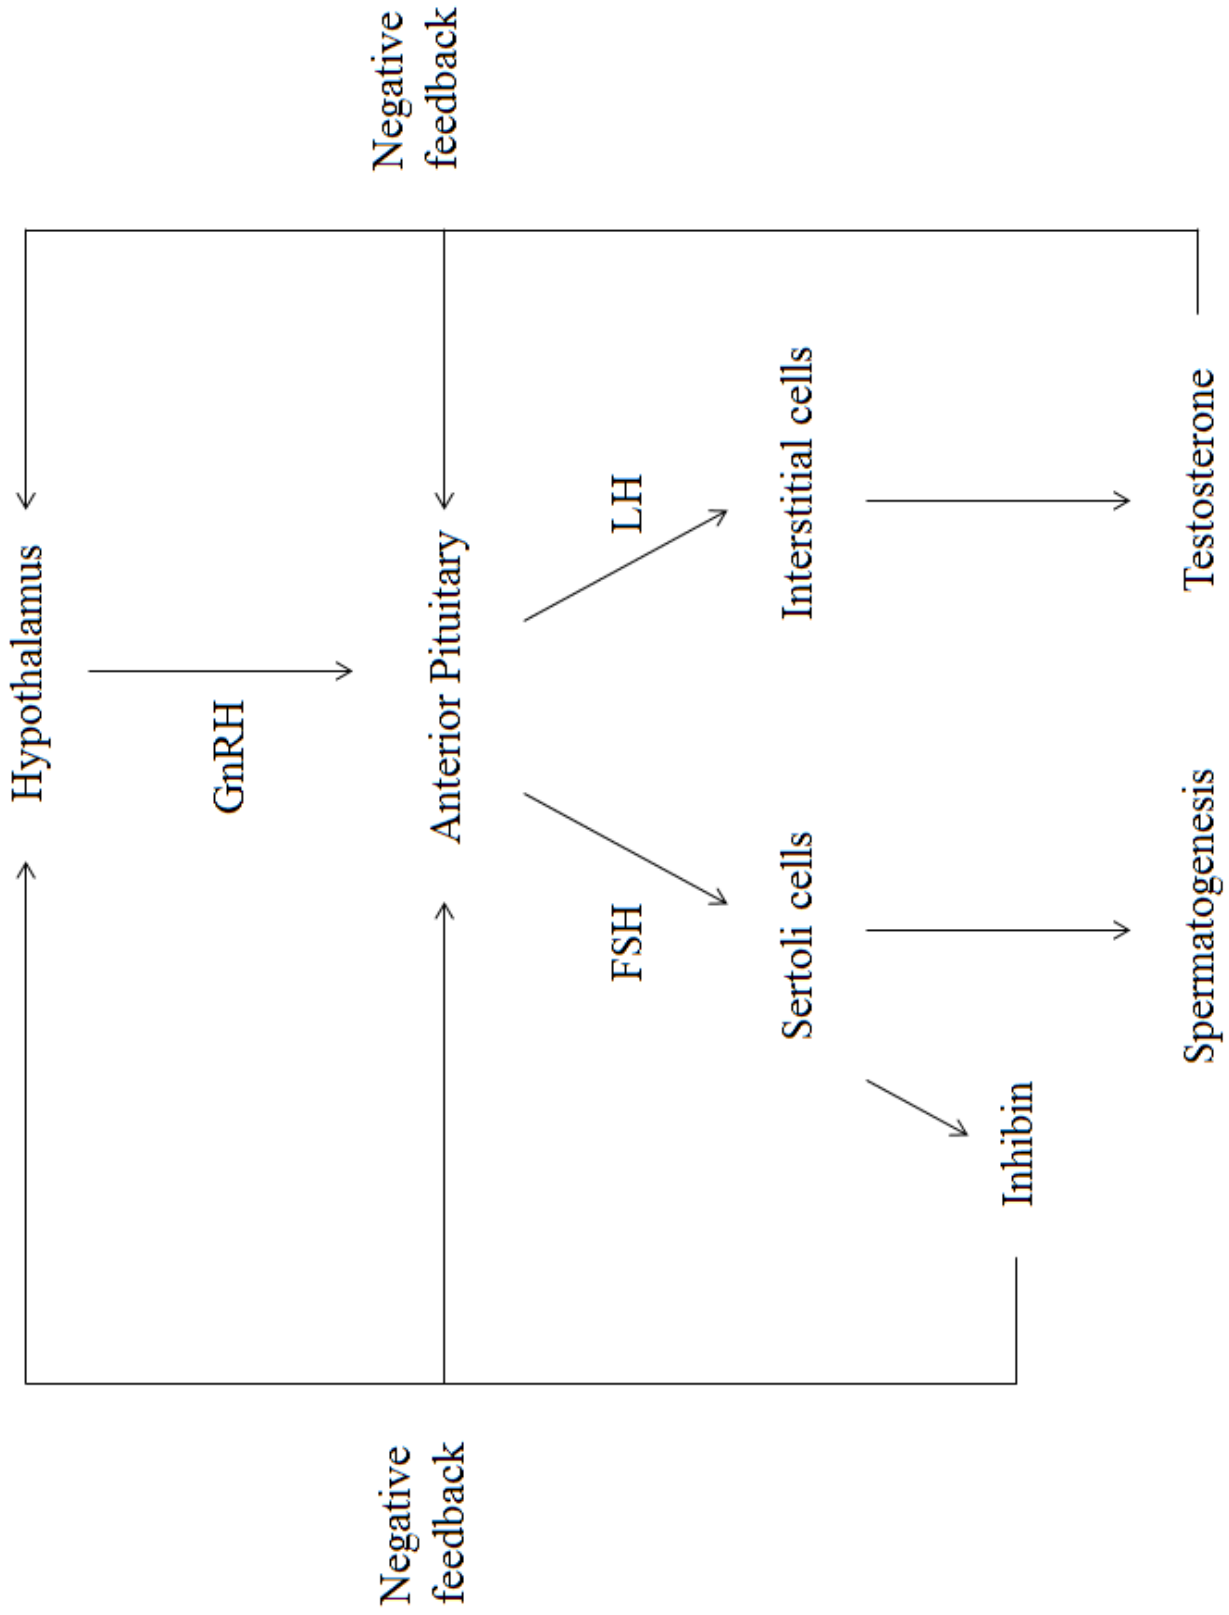 Hypothalamus
GnRH
Negative
feedback
Negative
feedback
Anterior Pituitary
FSH
LH
Sertoli cells
Interstitial cells
Inhibin
Spermatogenesis
Testosterone